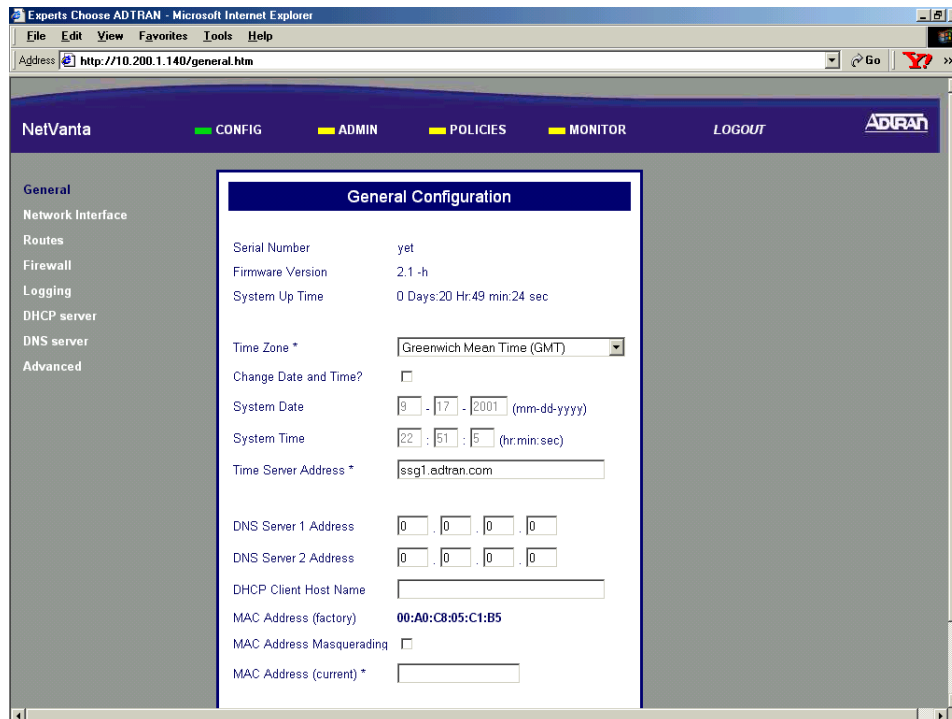 Experts Choose ADTRAN - Microsoft Internet Explorer
File Edit View Favorites Tools Help
Address http://10.200.1.140/general.htm Go Y! »
NetVanta CONFIG ADMIN POLICIES MONITOR LOGOUT ADTRAN
General
Network Interface
Routes
Firewall
Logging
DHCP server
DNS server
Advanced
General Configuration
Serial Number yet
Firmware Version 2.1 -h
System Up Time 0 Days:20 Hr:49 min:24 sec
Time Zone * Greenwich Mean Time (GMT)
Change Date and Time?
System Date 9 - 17 - 2001 (mm-dd-yyyy)
System Time 22 : 51 : 5 (hr:min:sec)
Time Server Address * ssg1.adtran.com
DNS Server 1 Address 0 . 0 . 0 . 0
DNS Server 2 Address 0 . 0 . 0 . 0
DHCP Client Host Name
MAC Address (factory) 00:A0:C8:05:C1:B5
MAC Address Masquerading
MAC Address (current) *